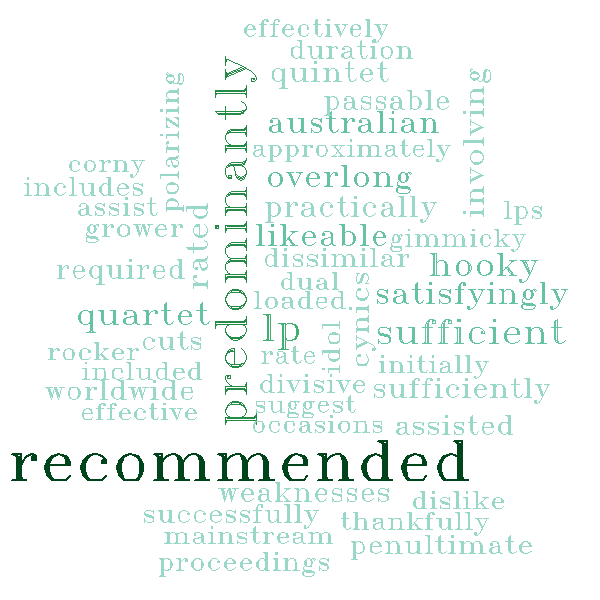 effectively
duration
quintet
passable
australian
approximately
overlong
practically
likeable
gimmicky
dissimilar
hooky
dual
satisfyingly
loaded
lp
sufficient
rate
idol
cynics
initially
divisive
sufficiently
suggest
occasions
assisted
predominantly
polarizing
involving
lps
corny
includes
assist
grower
rated
required
quartet
cuts
rocker
included
worldwide
effective
recommended
weaknesses
dislike
successfully
thankfully
mainstream
penultimate
proceedings